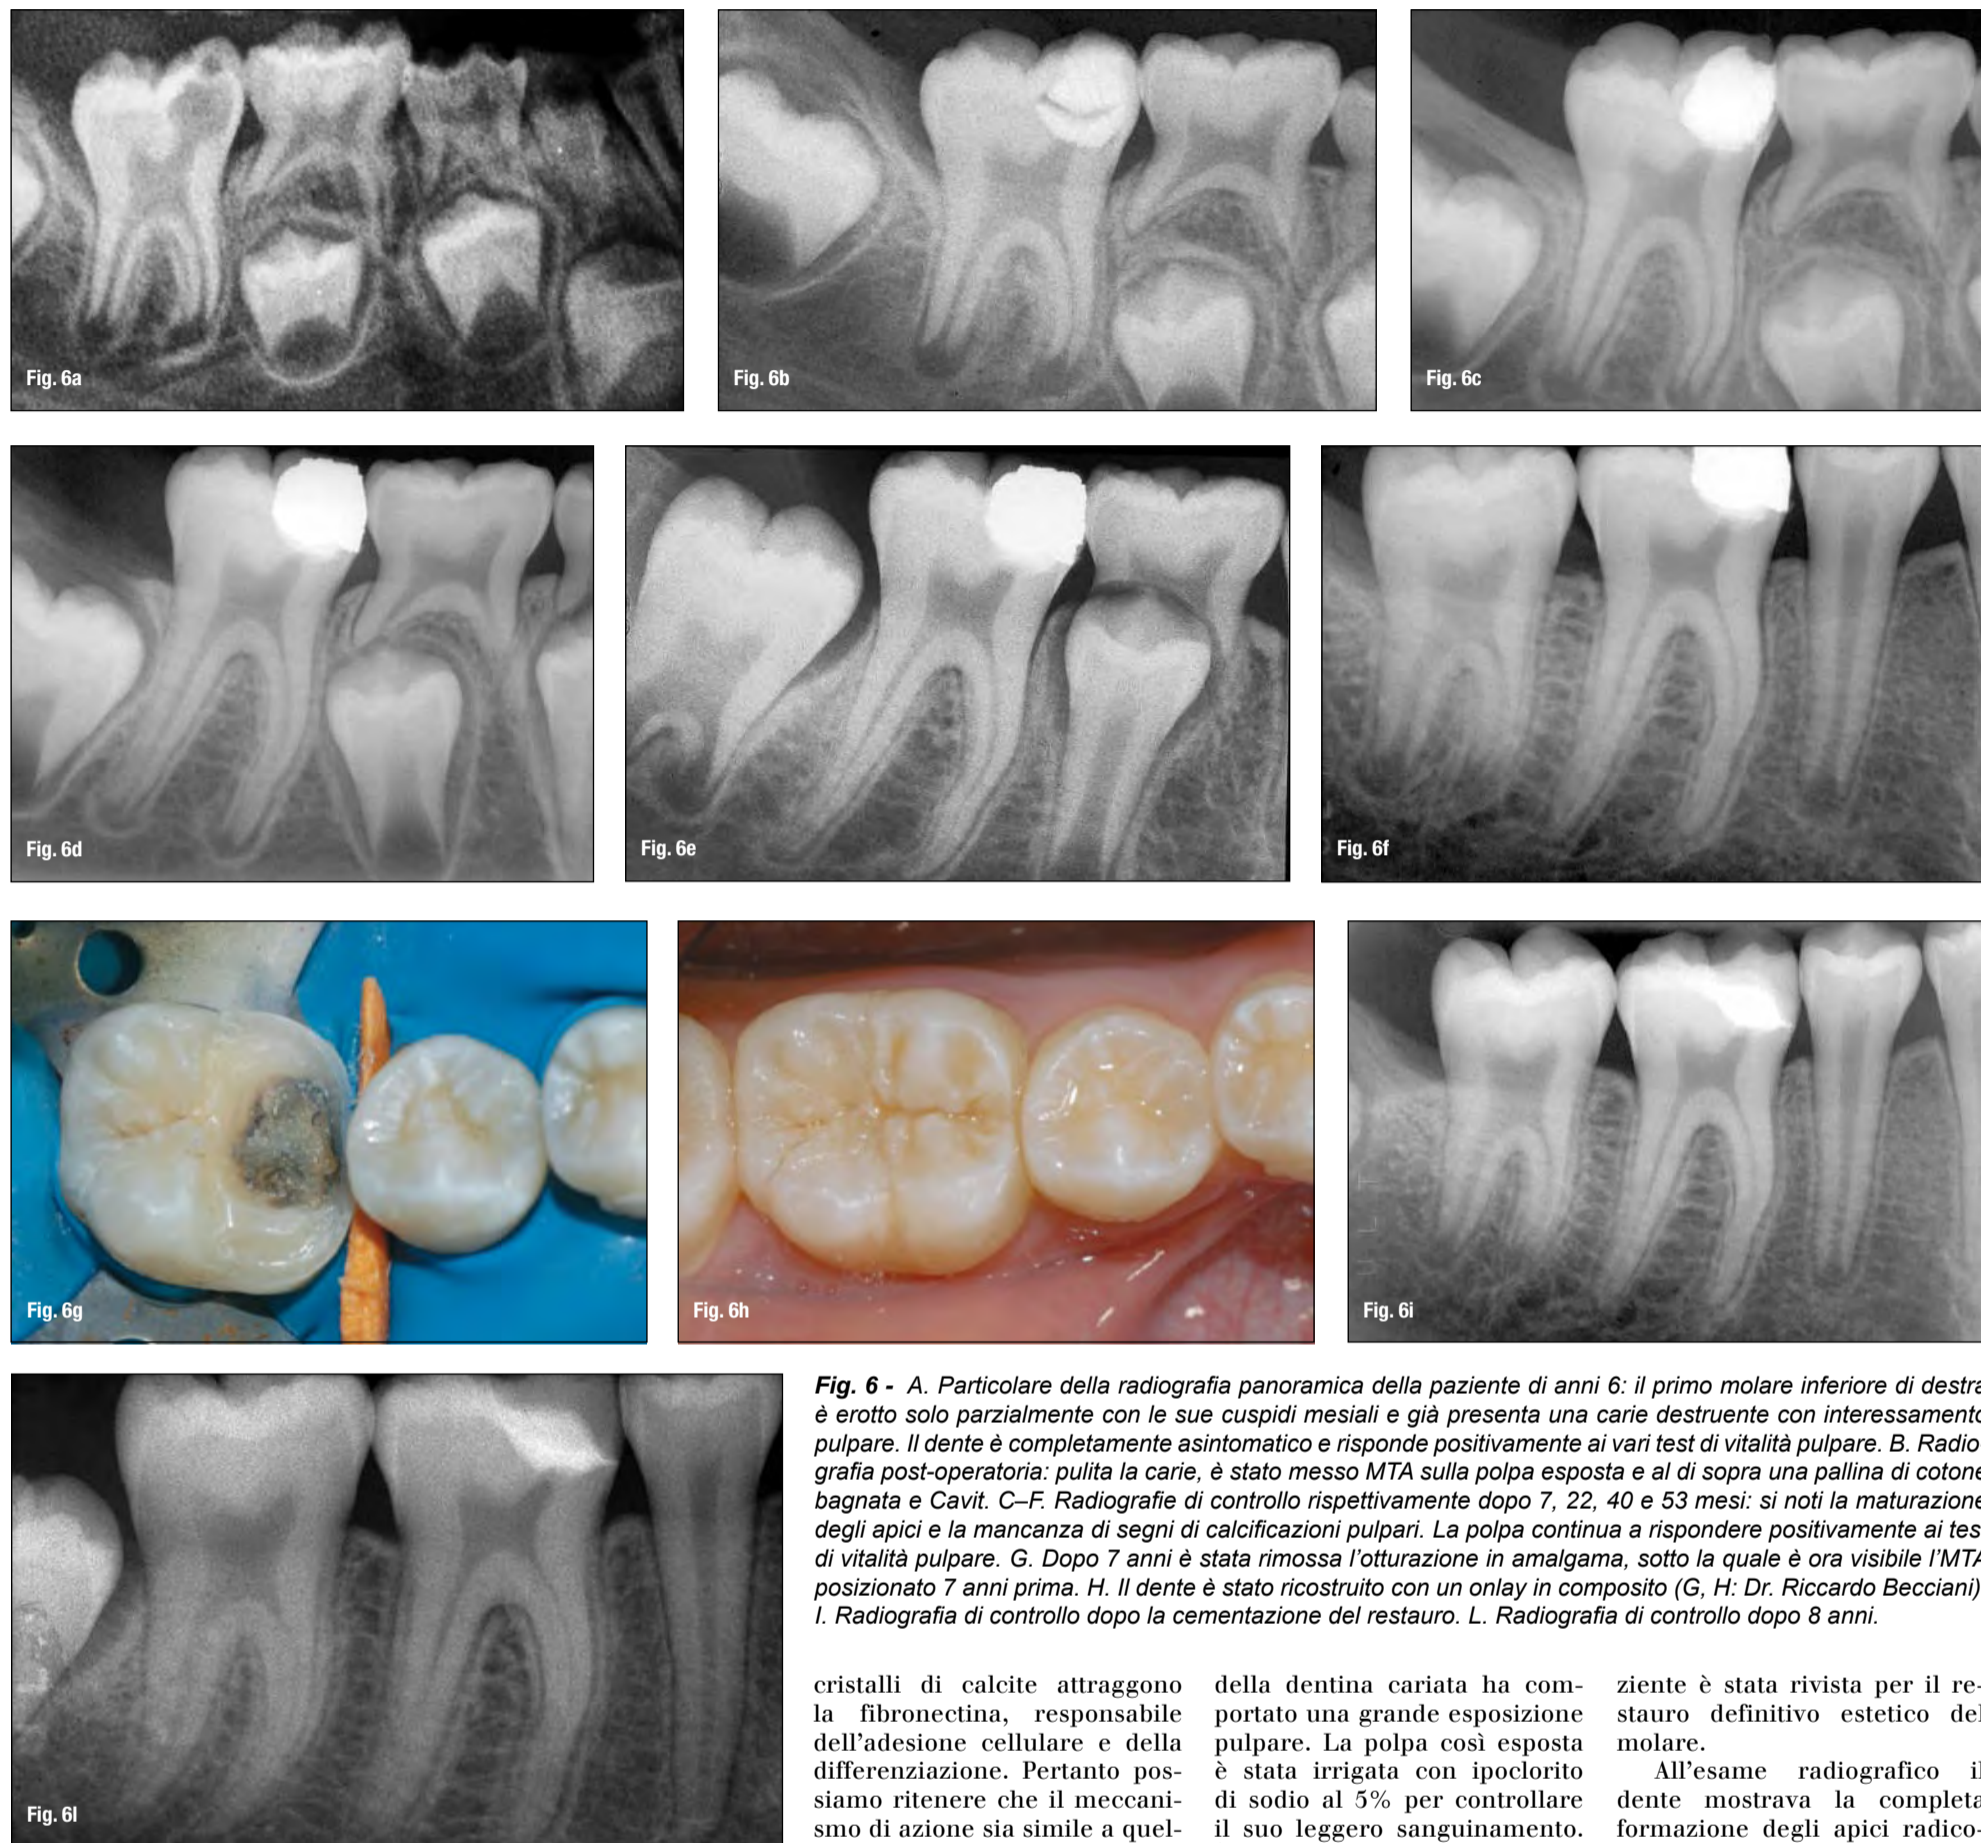 Fig. 6a
Fig. 6b
Fig. 6c
Fig. 6d
Fig. 6e
Fig. 6f
Fig. 6g
Fig. 6h
Fig. 6i
Fig. 6l
Fig. 6 - A. Particolare della radiografia panoramica della paziente di anni 6: il primo molare inferiore di destra
è erotto solo parzialmente con le sue cuspidi mesiali e già presenta una carie destruente con interessamento
pulpare. Il dente è completamente asintomatico e risponde positivamente ai vari test di vitalità pulpare. B. Radio-
grafia post-operatoria: pulita la carie, è stato messo MTA sulla polpa esposta e al di sopra una pallina di cotone
bagnata e Cavit. C–F. Radiografie di controllo rispettivamente dopo 7, 22, 40 e 53 mesi: si noti la maturazione
degli apici e la mancanza di segni di calcificazioni pulpari. La polpa continua a rispondere positivamente ai tes
di vitalità pulpare. G. Dopo 7 anni è stata rimossa l’otturazione in amalgama, sotto la quale è ora visibile l’MTA
posizionato 7 anni prima. H. Il dente è stato ricostruito con un onlay in composito (G, H: Dr. Riccardo Becciani)
I. Radiografia di controllo dopo la cementazione del restauro. L. Radiografia di controllo dopo 8 anni.
cristalli di calcite attraggono
la fibronectina, responsabile
dell’adesione cellulare e della
differenziazione. Pertanto pos-
siamo ritenere che il meccani-
smo di azione sia simile a quel-
della dentina cariata ha com-
portato una grande esposizione
pulpare. La polpa così esposta
è stata irrigata con ipoclorito
di sodio al 5% per controllare
il suo leggero sanguinamento.
ziente è stata rivista per il re-
stauro definitivo estetico del
molare.
All’esame radiografico il
dente mostrava la completa
formazione degli apici radico-